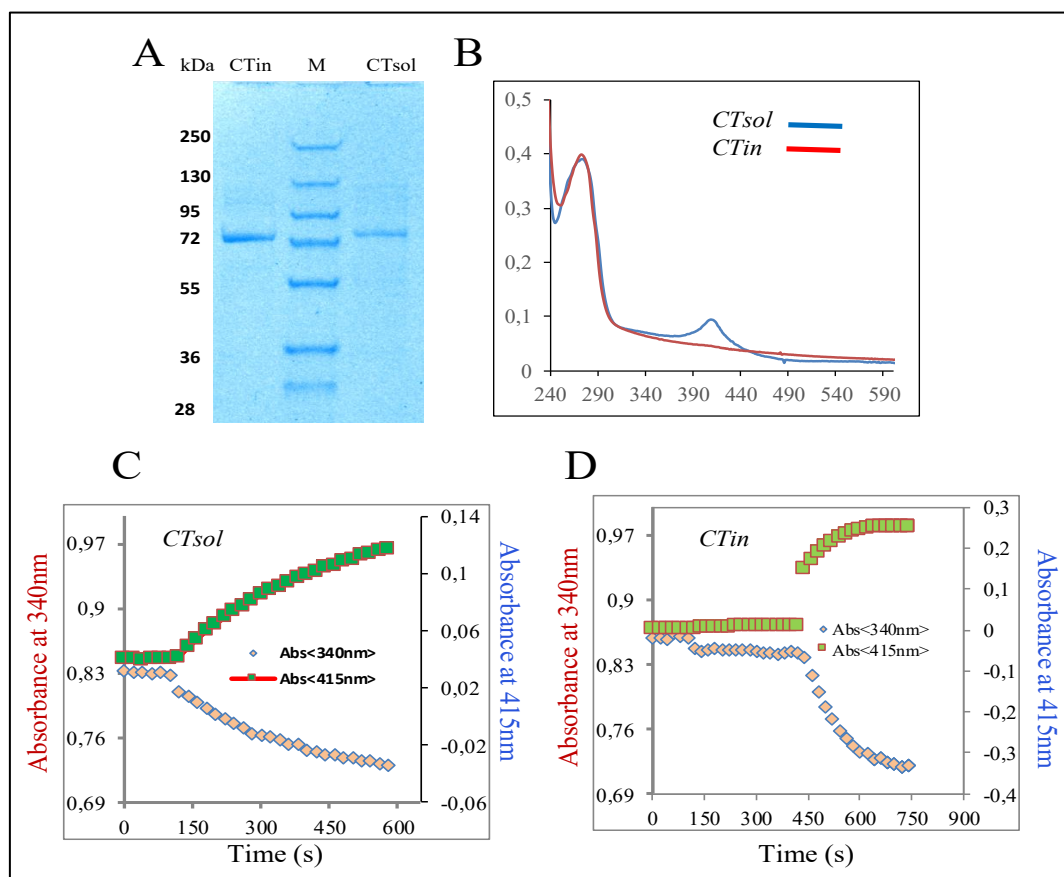 A
kDa CTin M CTsol
250
130
95
72
55
36
28
B
CTsol
CTin
0,5
0,4
0,3
0,2
0,1
0
240 290 340 390 440 490 540 590
C
CTsol
Absorbance at 340nm
0,97
0,9
0,83
0,76
0,69
Abs<340nm>
Abs<415nm>
0,14
0,1
0,06
0,02
-0,02
-0,06
Absorbance at 415nm
0 150 300 450 600
Time (s)
D
CTin
Absorbance at 340nm
0,97
0,9
0,83
0,76
0,69
Abs<340nm>
Abs<415nm>
0,3
0,2
0,1
0
-0,1
-0,2
-0,3
-0,4
Absorbance at 415nm
0 150 300 450 600 750 900
Time (s)